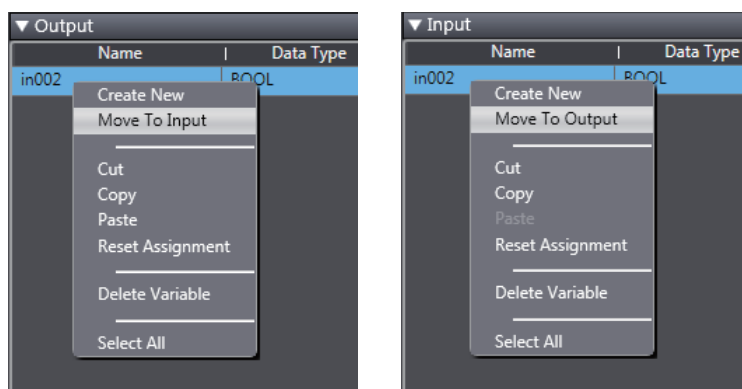 ▼ Output
Name | Data Type
in002 BOOL
Create New
Move To Input
Cut
Copy
Paste
Reset Assignment
Delete Variable
Select All
▼ Input
Name | Data Type
in002 BOOL
Create New
Move To Output
Cut
Copy
Paste
Reset Assignment
Delete Variable
Select All